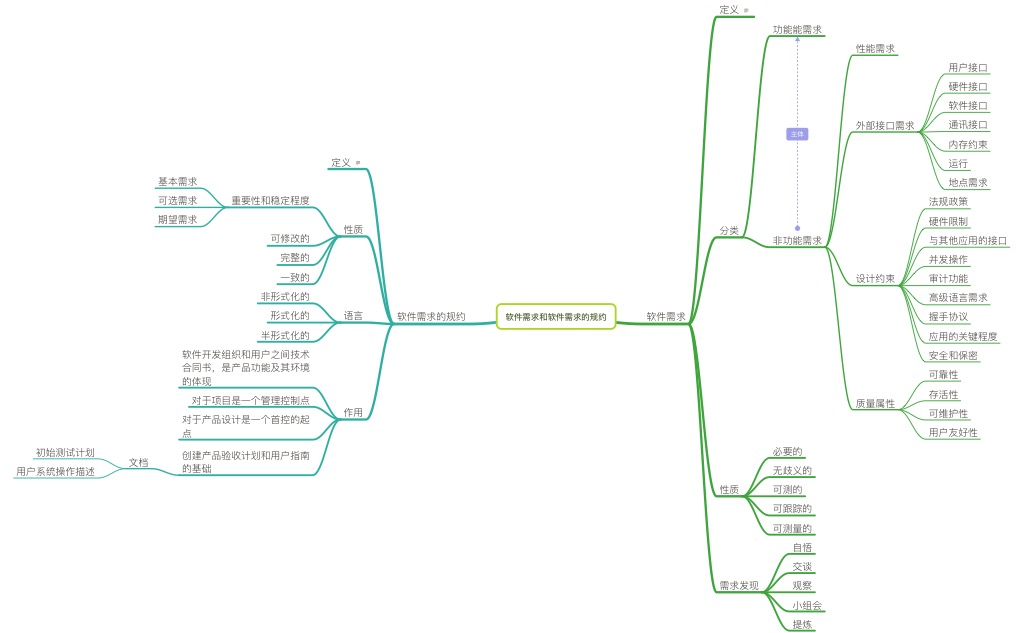 软件需求和软件需求的规约
软件需求
定义
分类
功能能需求
主体
非功能需求
性能需求
外部接口需求
用户接口
硬件接口
软件接口
通讯接口
内存约束
运行
地点需求
设计约束
法规政策
硬件限制
与其他应用的接口
并发操作
审计功能
高级语言需求
握手协议
应用的关键程度
安全和保密
质量属性
可靠性
存活性
可维护性
用户友好性
性质
必要的
无歧义的
可测的
可跟踪的
可测量的
需求发现
自悟
交谈
观察
小组会
提炼
软件需求的规约
定义
性质
重要性和稳定程度
基本需求
可选需求
期望需求
可修改的
完整的
一致的
语言
非形式化的
形式化的
半形式化的
作用
软件开发组织和用户之间技术
合同书，是产品功能及其环境
的体现
对于项目是一个管理控制点
对于产品设计是一个首控的起
点
创建产品验收计划和用户指南
的基础
文档
初始测试计划
用户系统操作描述